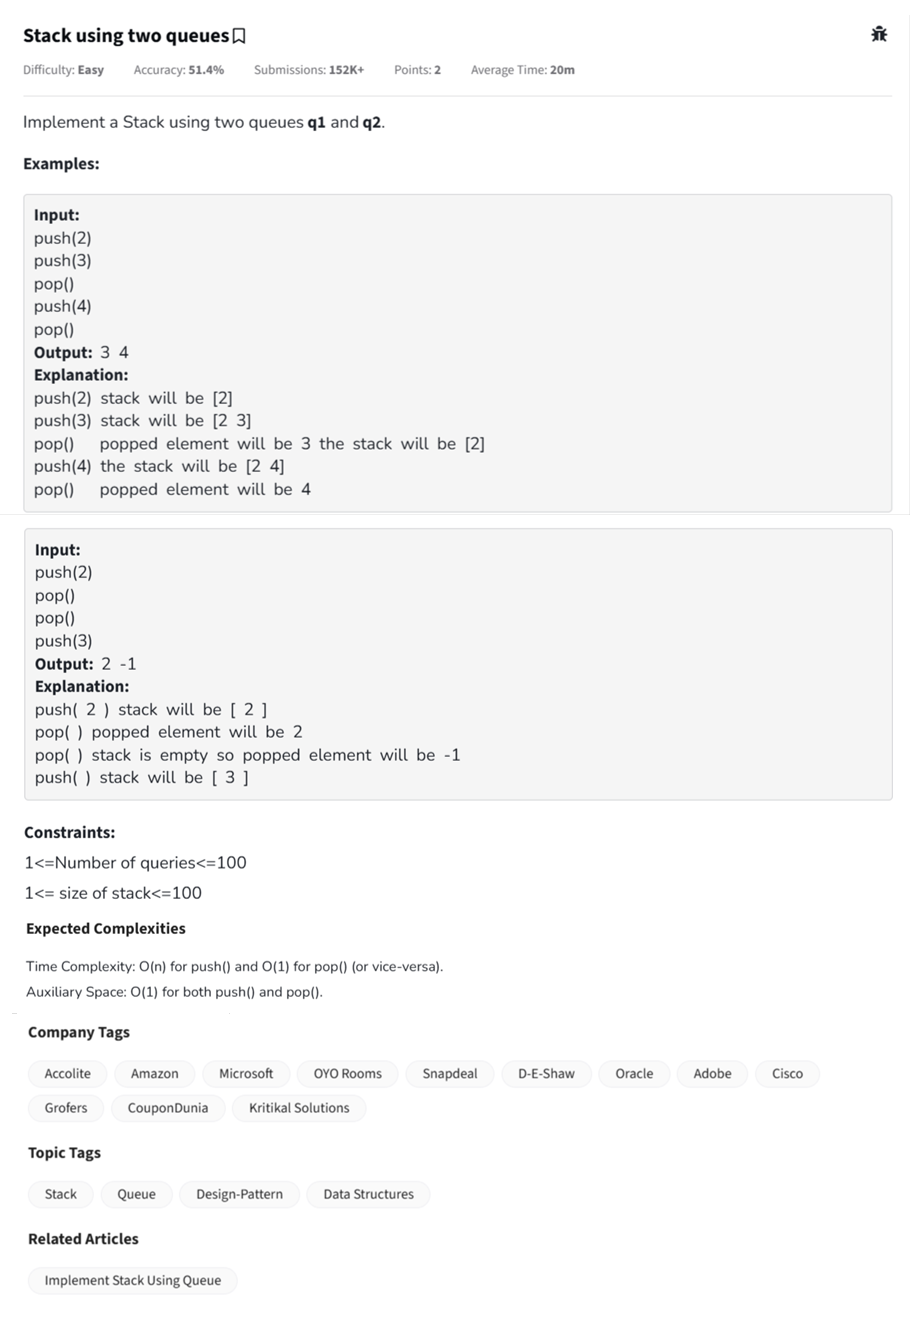 Stack using two queues
Difficulty: Easy Accuracy: 51.4% Submissions: 152K+ Points: 2 Average Time: 20m
Implement a Stack using two queues q1 and q2.
Examples:
Input:
push(2)
push(3)
pop()
push(4)
pop()
Output: 3 4
Explanation:
push(2) stack will be [2]
push(3) stack will be [2 3]
pop() popped element will be 3 the stack will be [2]
push(4) the stack will be [2 4]
pop() popped element will be 4
Input:
push(2)
pop()
pop()
push(3)
Output: 2 -1
Explanation:
push( 2 ) stack will be [ 2 ]
pop( ) popped element will be 2
pop( ) stack is empty so popped element will be -1
push( ) stack will be [ 3 ]
Constraints:
1<=Number of queries<=100
1<= size of stack<=100
Expected Complexities
Time Complexity: O(n) for push() and O(1) for pop() (or vice-versa).
Auxiliary Space: O(1) for both push() and pop().
Company Tags
Accolite Amazon Microsoft OYO Rooms Snapdeal D-E-Shaw Oracle Adobe Cisco
Grofers CouponDunia Kritikal Solutions
Topic Tags
Stack Queue Design-Pattern Data Structures
Related Articles
Implement Stack Using Queue